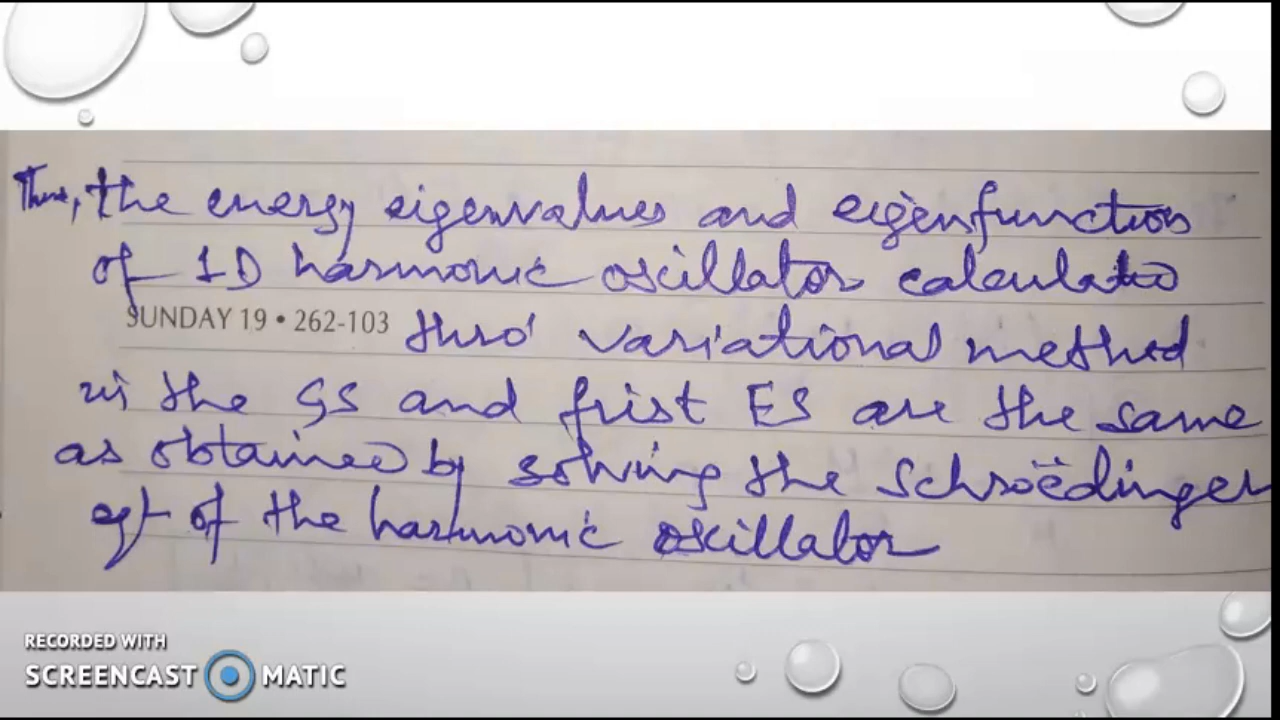 Thus, the energy eigenvalues and eigenfunctions
of 1D harmonic oscillator calculated
SUNDAY 19 • 262-103 thro' variational method
in the GS and frist ES are the same
as obtained by solving the Schroëdinger
eqt of the harmonic oscillator
RECORDED WITH
SCREENCAST MATIC